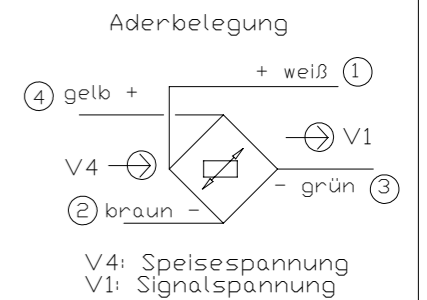 Aderbelegung
+ weiß 1
4 gelb +
V1
V4
- grün 3
2 braun -
V4: Speisespannung
V1: Signalspannung